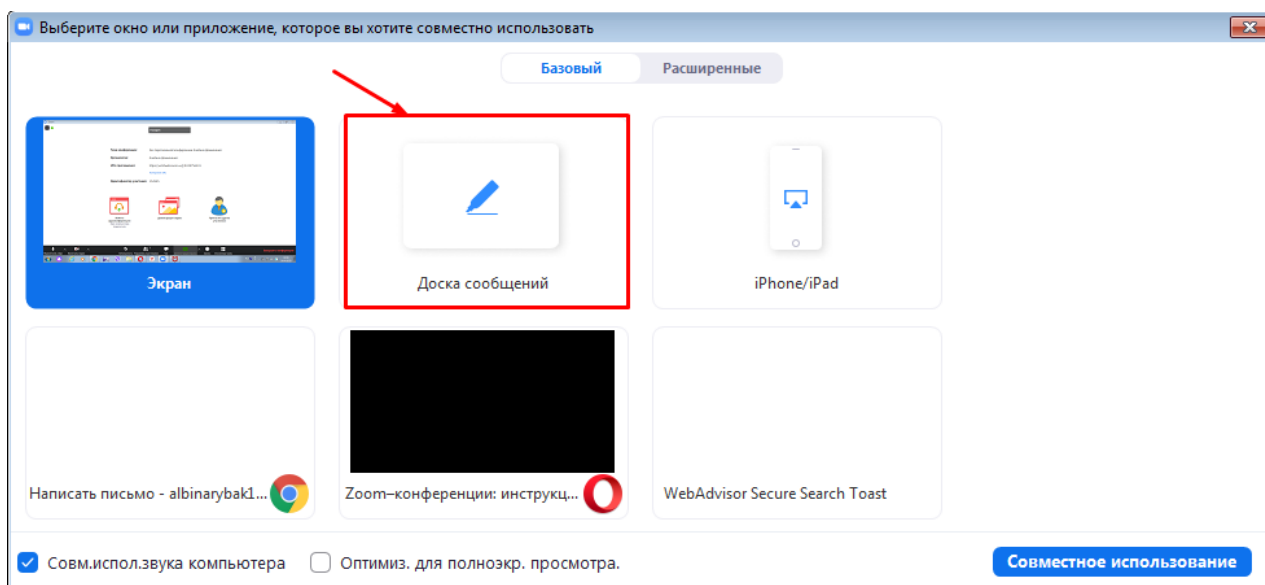 Выберите окно или приложение, которое вы хотите совместно использовать
Базовый Расширенные
Экран Доска сообщений iPhone/iPad
Написать письмо - albinarybak1... Zoom–конференции: инструкц... WebAdvisor Secure Search Toast
Совм.испол.звука компьютера Оптимиз. для полноэкр. просмотра. Совместное использование